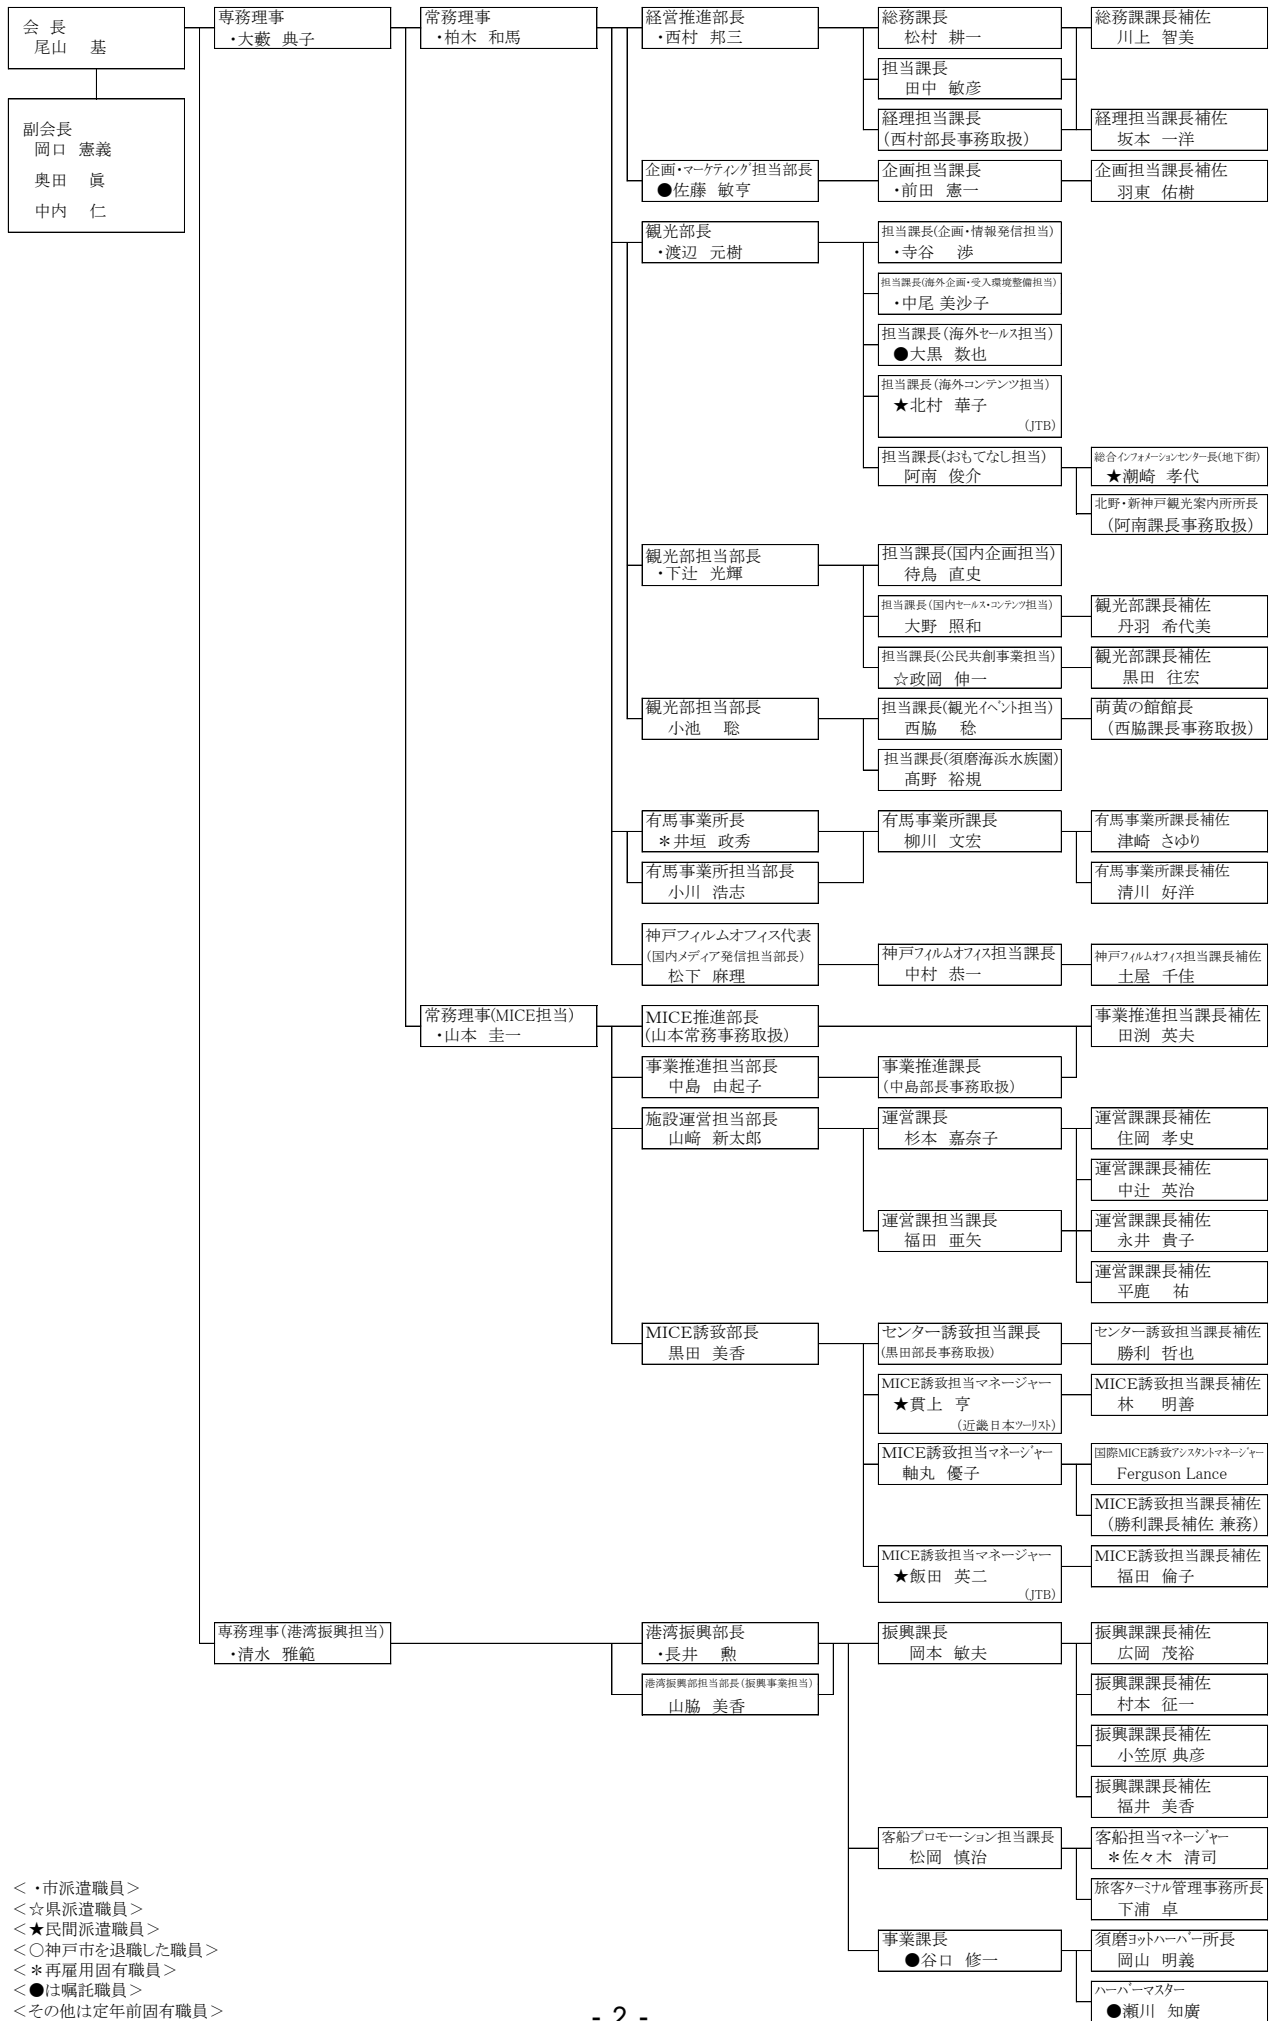 会 長
尾山 基
副会長
岡口 憲義
奥田 眞
中内 仁
専務理事
・大藪 典子
常務理事
・柏木 和馬
経営推進部長
・西村 邦三
総務課長
松村 耕一
総務課課長補佐
川上 智美
担当課長
田中 敏彦
経理担当課長
(西村部長事務取扱)
経理担当課長補佐
坂本 一洋
企画・マーケティング担当部長
●佐藤 敏亨
企画担当課長
・前田 憲一
企画担当課長補佐
羽東 佑樹
観光部長
・渡辺 元樹
担当課長(企画・情報発信担当)
・寺谷 渉
担当課長(海外企画・受入環境整備担当)
・中尾 美沙子
担当課長(海外セールス担当)
●大黒 数也
担当課長(海外コンテンツ担当)
★北村 華子
(JTB)
担当課長(おもてなし担当)
阿南 俊介
総合インフォメーションセンター長(地下街)
★潮崎 孝代
北野・新神戸観光案内所所長
(阿南課長事務取扱)
観光部担当部長
・下辻 光輝
担当課長(国内企画担当)
待鳥 直史
担当課長(国内セールス・コンテンツ担当)
大野 照和
観光部課長補佐
丹羽 希代美
担当課長(公民共創事業担当)
☆政岡 伸一
観光部課長補佐
黒田 往宏
観光部担当部長
小池 聡
担当課長(観光イベント担当)
西脇 稔
萌黄の館館長
(西脇課長事務取扱)
担当課長(須磨海浜水族園)
髙野 裕規
有馬事業所長
＊井垣 政秀
有馬事業所課長
柳川 文宏
有馬事業所課長補佐
津崎 さゆり
有馬事業所担当部長
小川 浩志
有馬事業所課長補佐
清川 好洋
神戸フィルムオフィス代表
(国内メディア発信担当部長)
松下 麻理
神戸フィルムオフィス担当課長
中村 恭一
神戸フィルムオフィス担当課長補佐
土屋 千佳
常務理事(MICE担当)
・山本 圭一
MICE推進部長
(山本常務事務取扱)
事業推進担当課長補佐
田渕 英夫
事業推進担当部長
中島 由起子
事業推進課長
(中島部長事務取扱)
施設運営担当部長
山﨑 新太郎
運営課長
杉本 嘉奈子
運営課課長補佐
住岡 孝史
運営課課長補佐
中辻 英治
運営課担当課長
福田 亜矢
運営課課長補佐
永井 貴子
運営課課長補佐
平鹿 祐
MICE誘致部長
黒田 美香
センター誘致担当課長
(黒田部長事務取扱)
センター誘致担当課長補佐
勝利 哲也
MICE誘致担当マネージャー
★貫上 亨
(近畿日本ツーリスト)
MICE誘致担当課長補佐
林 明善
MICE誘致担当マネージャー
軸丸 優子
国際MICE誘致アシスタントマネージャー
Ferguson Lance
MICE誘致担当課長補佐
(勝利課長補佐 兼務)
MICE誘致担当マネージャー
★飯田 英二
(JTB)
MICE誘致担当課長補佐
福田 倫子
専務理事(港湾振興担当)
・清水 雅範
港湾振興部長
・長井 勲
振興課長
岡本 敏夫
振興課課長補佐
広岡 茂裕
港湾振興部担当部長(振興事業担当)
山脇 美香
振興課課長補佐
村本 征一
振興課課長補佐
小笠原 典彦
振興課課長補佐
福井 美香
客船プロモーション担当課長
松岡 慎治
客船担当マネージャー
＊佐々木 清司
旅客ターミナル管理事務所長
下浦 卓
事業課長
●谷口 修一
須磨ヨットハーバー所長
岡山 明義
ハーバーマスター
●瀬川 知廣
＜・市派遣職員＞
＜☆県派遣職員＞
＜★民間派遣職員＞
＜○神戸市を退職した職員＞
＜＊再雇用固有職員＞
＜●は嘱託職員＞
＜その他は定年前固有職員＞
- 2 -